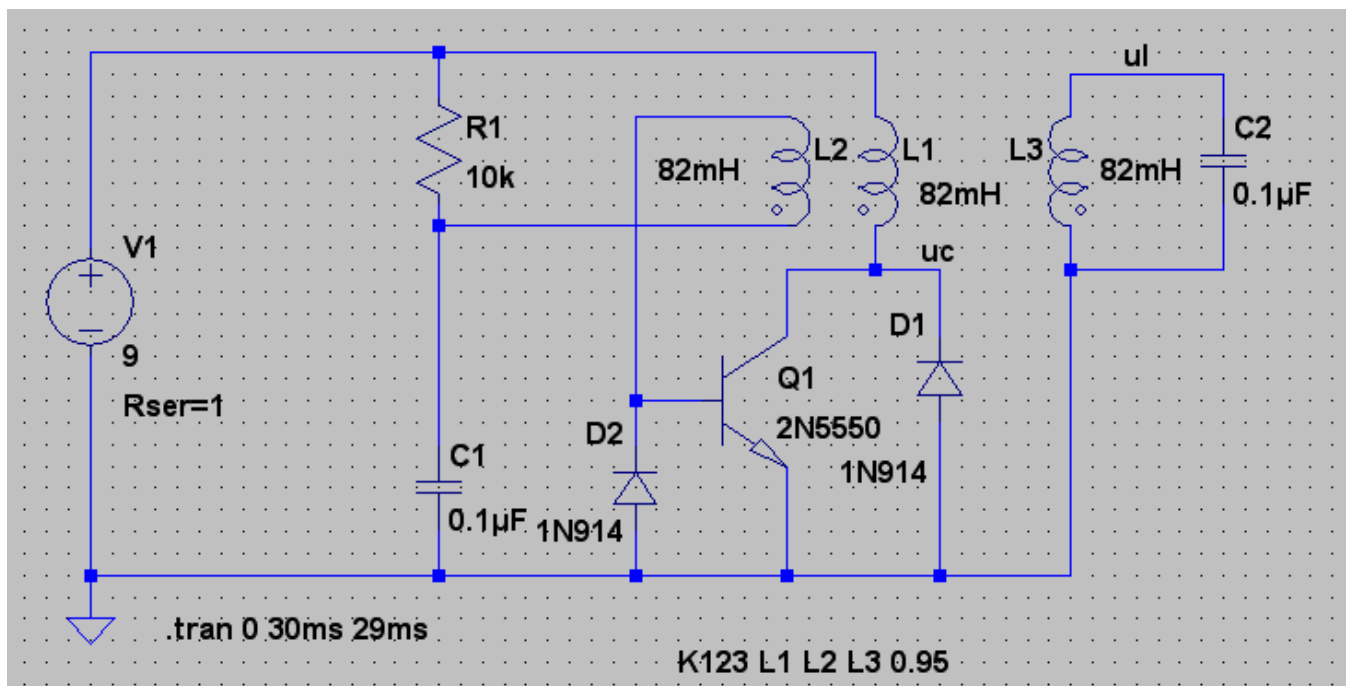 ul
R1
10k
L2
L1
L3
C2
82mH
82mH
82mH
0.1µF
V1
9
Rser=1
uc
D1
Q1
2N5550
D2
1N914
C1
0.1µF
1N914
.tran 0 30ms 29ms
K123 L1 L2 L3 0.95